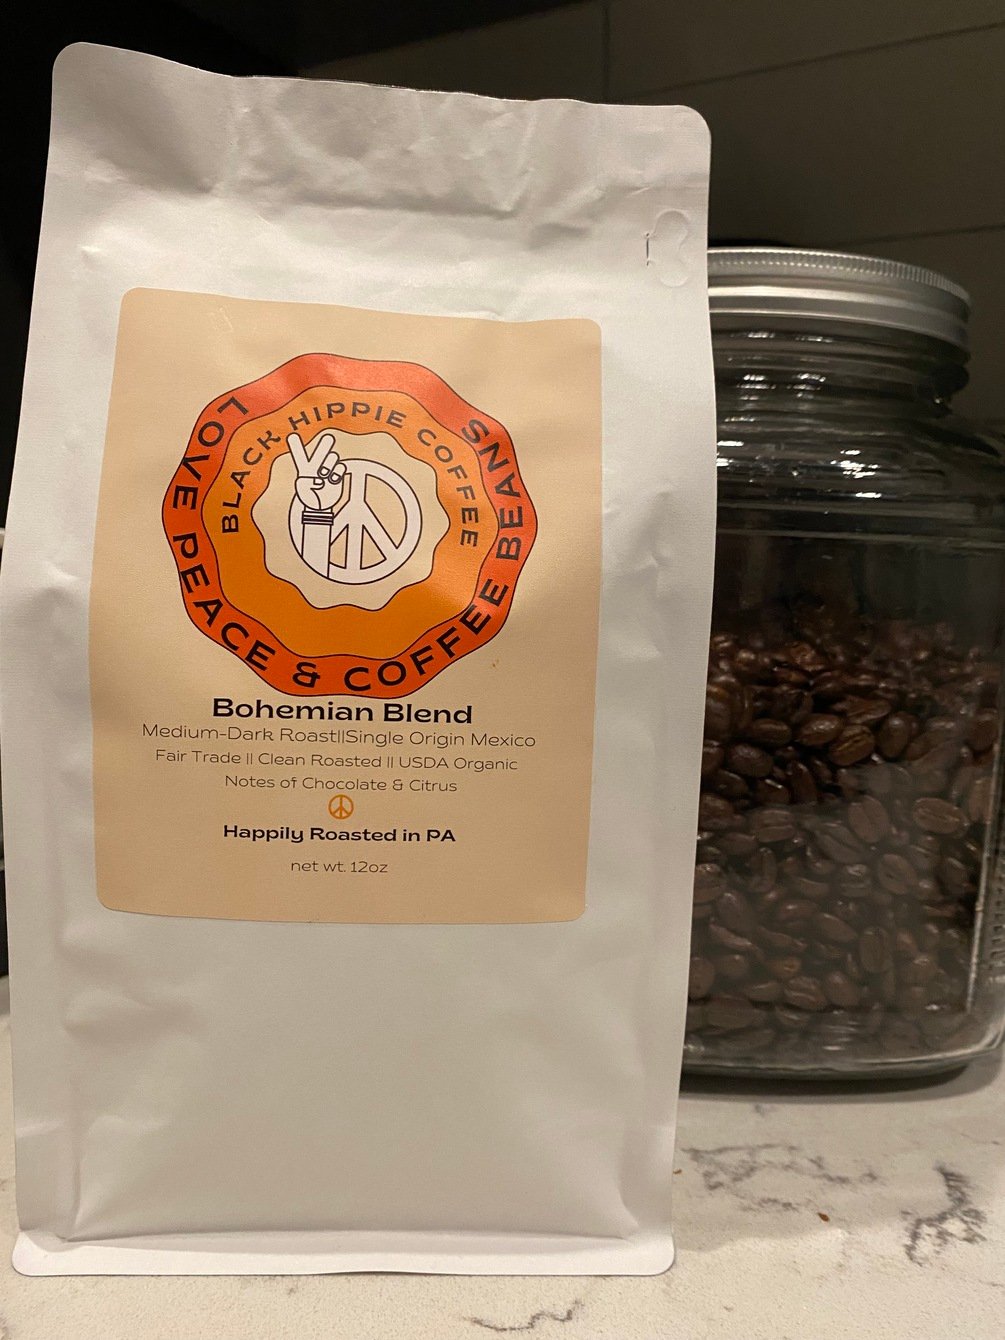 LOVE PEACE & COFFEE BEANS
BLACK HIPPIE COFFEE
Bohemian Blend
Medium-Dark Roast||Single Origin Mexico
Fair Trade || Clean Roasted || USDA Organic
Notes of Chocolate & Citrus
Happily Roasted in PA
net wt. 12oz